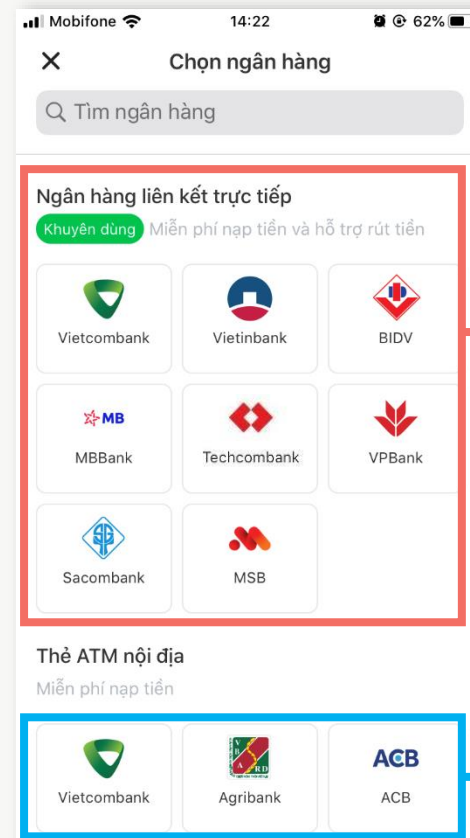 Mobifone 14:22 62%
Chọn ngân hàng
Tìm ngân hàng
Ngân hàng liên kết trực tiếp
Khuyên dùng Miễn phí nạp tiền và hỗ trợ rút tiền
Vietcombank Vietinbank BIDV
MB
MBBank Techcombank VPBank
Sacombank MSB
Thẻ ATM nội địa
Miễn phí nạp tiền
ACB
Vietcombank Agribank ACB